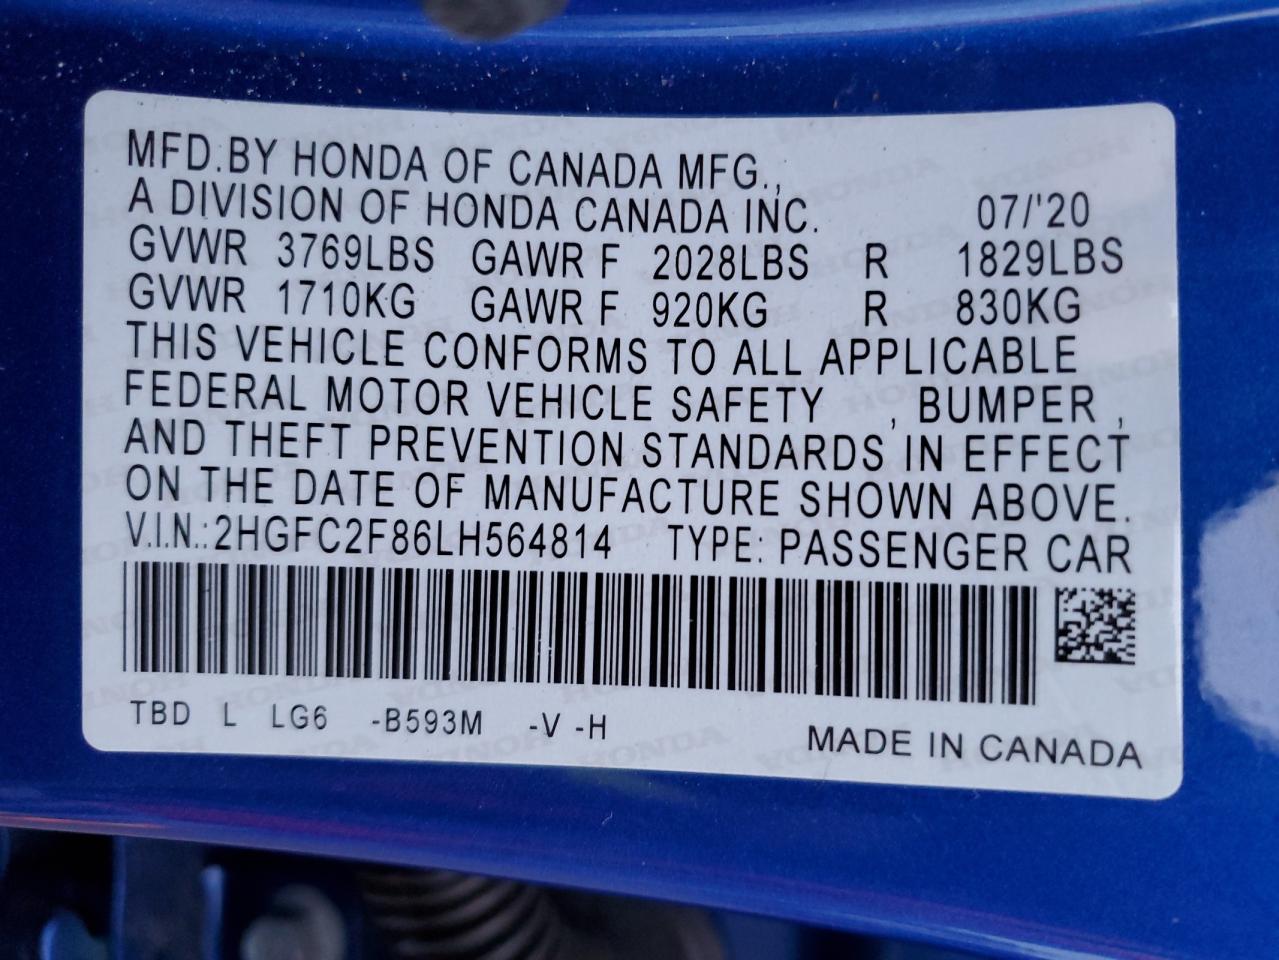 MFD.BY HONDA OF CANADA MFG.,
A DIVISION OF HONDA CANADA INC. 07/'20
GVWR 3769LBS GAWR F 2028LBS R 1829LBS
GVWR 1710KG GAWR F 920KG R 830KG
THIS VEHICLE CONFORMS TO ALL APPLICABLE
FEDERAL MOTOR VEHICLE SAFETY , BUMPER ,
AND THEFT PREVENTION STANDARDS IN EFFECT
ON THE DATE OF MANUFACTURE SHOWN ABOVE.
V.I.N.:2HGFC2F86LH564814 TYPE: PASSENGER CAR
TBD L LG6 -B593M -V -H
MADE IN CANADA